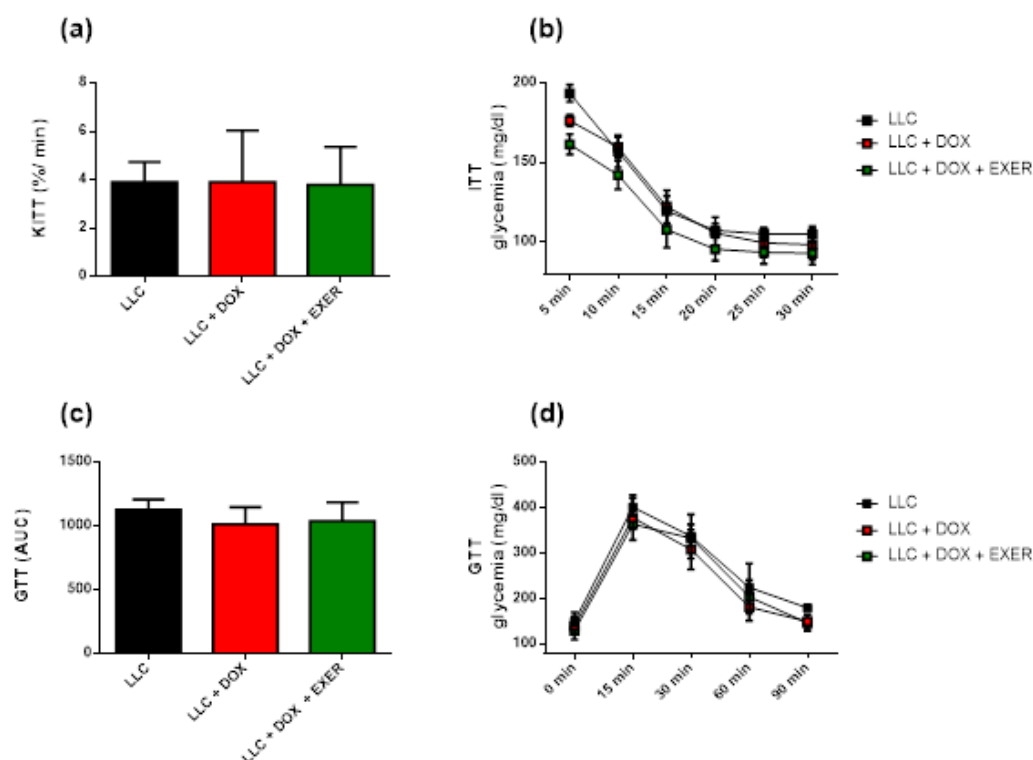 (a)
KITT (%/ min)
8
6
4
2
0
LLC
LLC + DOX
LLC + DOX + EXER
(b)
ITT
glycemia (mg/dl)
200
150
100
5 min
10 min
15 min
20 min
25 min
30 min
LLC
LLC + DOX
LLC + DOX + EXER
(c)
GTT (AUC)
1500
1000
500
0
LLC
LLC + DOX
LLC + DOX + EXER
(d)
GTT
glycemia (mg/dl)
500
400
300
200
100
0 min
15 min
30 min
60 min
90 min
LLC
LLC + DOX
LLC + DOX + EXER